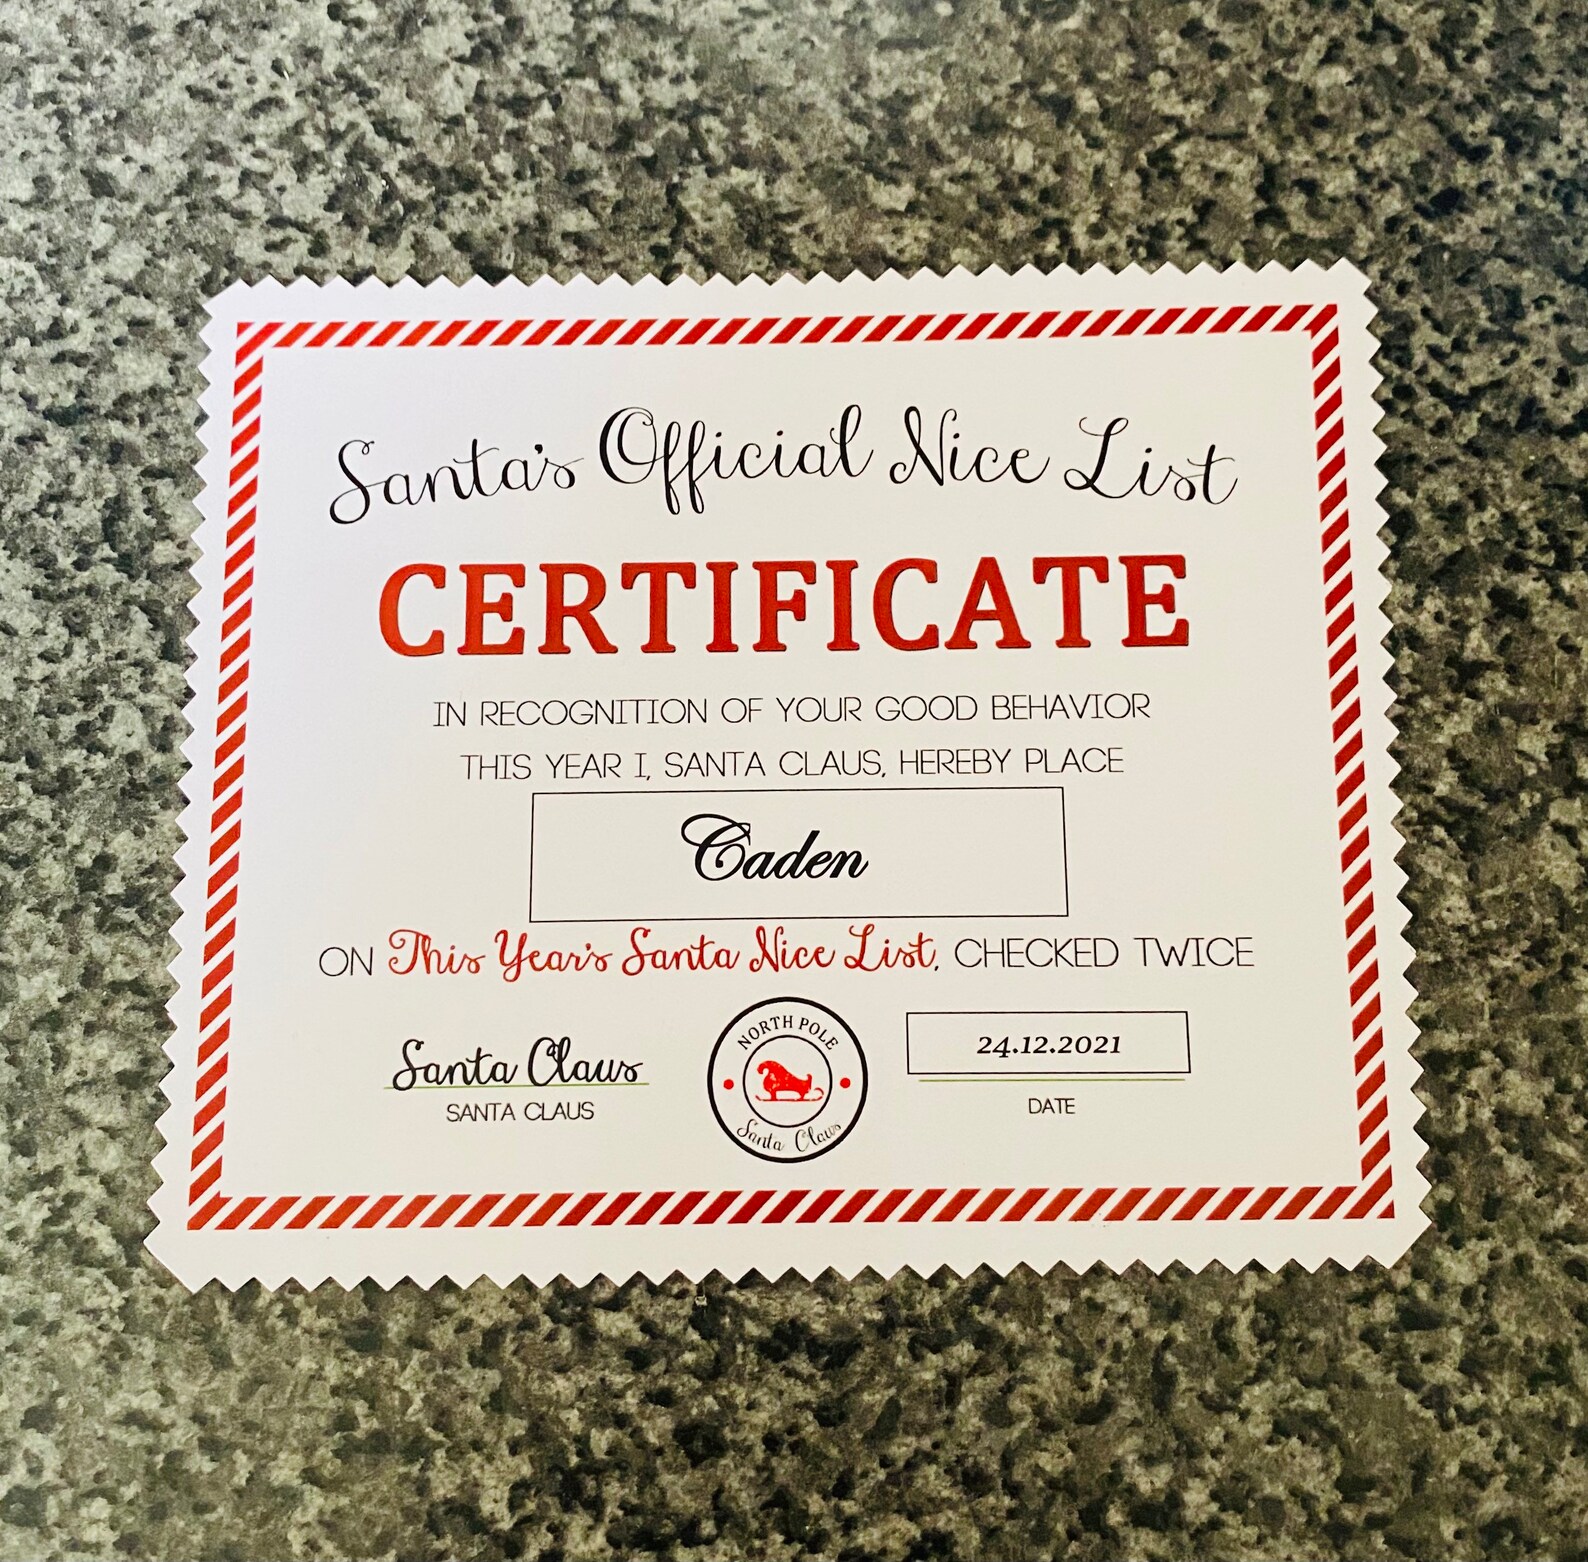 Santa's Official Nice List
CERTIFICATE
IN RECOGNITION OF YOUR GOOD BEHAVIOR
THIS YEAR I, SANTA CLAUS, HEREBY PLACE
Caden
ON This Year's Santa Nice List, CHECKED TWICE
Santa Claus
SANTA CLAUS
NORTH POLE
Santa Claus
24.12.2021
DATE